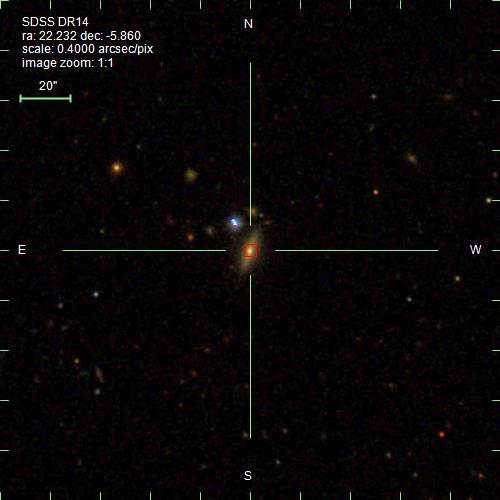 SDSS DR14
ra: 22.232 dec: -5.860
scale: 0.4000 arcsec/pix
image zoom: 1:1
20"
N
E
W
S